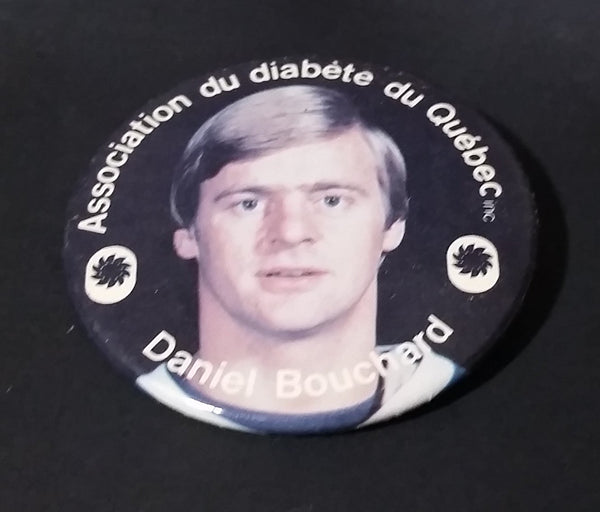 Association du diabète du Québec inc
Daniel Bouchard